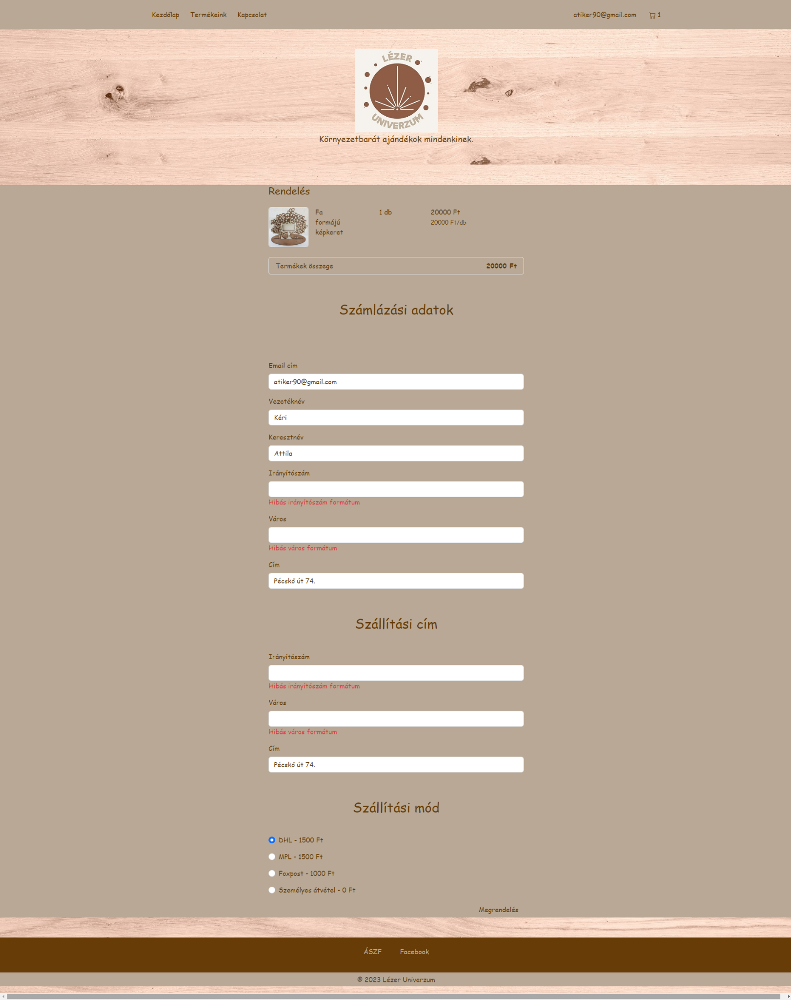 Kezdőlap Termékeink Kapcsolat atiker90@gmail.com 1
LÉZER
UNIVERZUM
Környezetbarát ajándékok mindenkinek.
Rendelés
Fa 1 db 20000 Ft
formájú 20000 Ft/db
képkeret
Termékek összege 20000 Ft
Számlázási adatok
Email cím
atiker90@gmail.com
Vezetéknév
Kéri
Keresztnév
Attila
Irányítószám
Hibás irányítószám formátum
Város
Hibás város formátum
Cím
Pécskő út 74.
Szállítási cím
Irányítószám
Hibás irányítószám formátum
Város
Hibás város formátum
Cím
Pécskő út 74.
Szállítási mód
DHL - 1500 Ft
MPL - 1500 Ft
Foxpost - 1000 Ft
Személyes átvétel - 0 Ft
Megrendelés
ÁSZF Facebook
© 2023 Lézer Univerzum